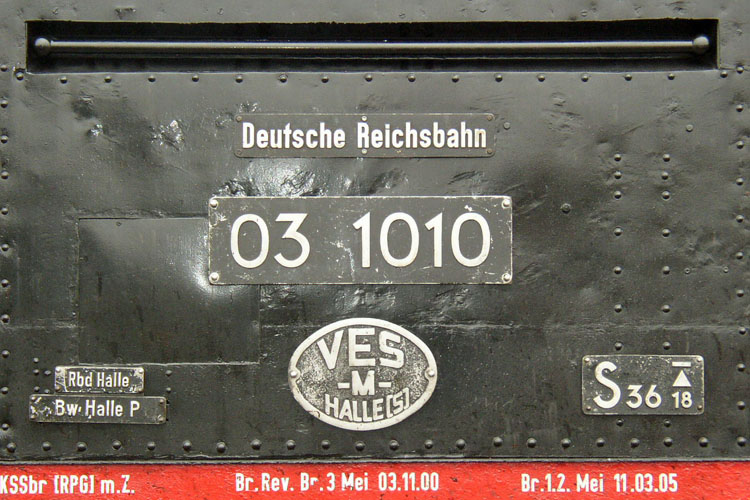 Deutsche Reichsbahn
03 1010
VES
-M-
HALLE(S)
Rbd Halle
Bw. Halle P
S 36 18
KSSbr (RPG) m.Z.
Br. Rev. Br. 3 Mei 03.11.00
Br. 1.2. Mei 11.03.05